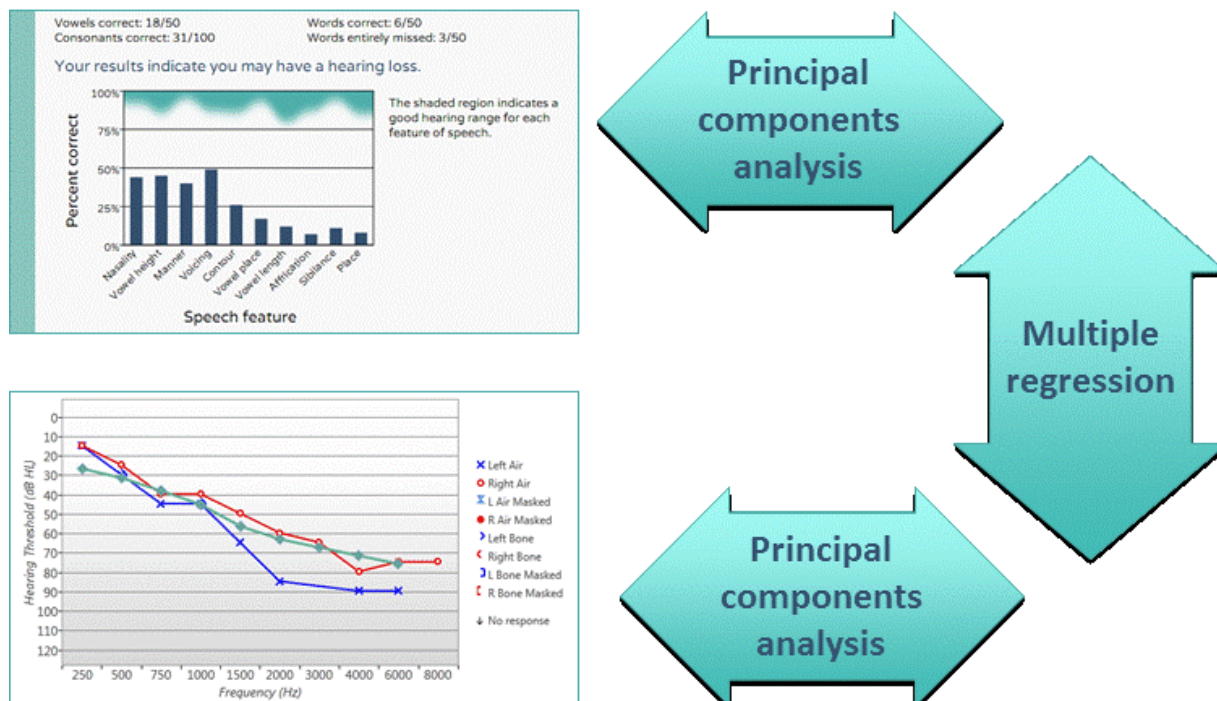 Vowels correct: 18/50
Words correct: 6/50
Consonants correct: 31/100
Words entirely missed: 3/50
Your results indicate you may have a hearing loss.
100%
75%
50%
25%
0%
Percent correct
The shaded region indicates a
good hearing range for each
feature of speech.
Nasality
Vowel height
Manner
Voicing
Contour
Vowel place
Vowel length
Affrication
Sibilance
Place
Speech feature
Principal
components
analysis
Multiple
regression
0
10
20
30
40
50
60
70
80
90
100
110
120
Hearing Threshold (dB HL)
250 500 750 1000 1500 2000 3000 4000 6000 8000
Frequency (Hz)
Left Air
Right Air
L Air Masked
R Air Masked
Left Bone
Right Bone
L Bone Masked
R Bone Masked
No response
Principal
components
analysis